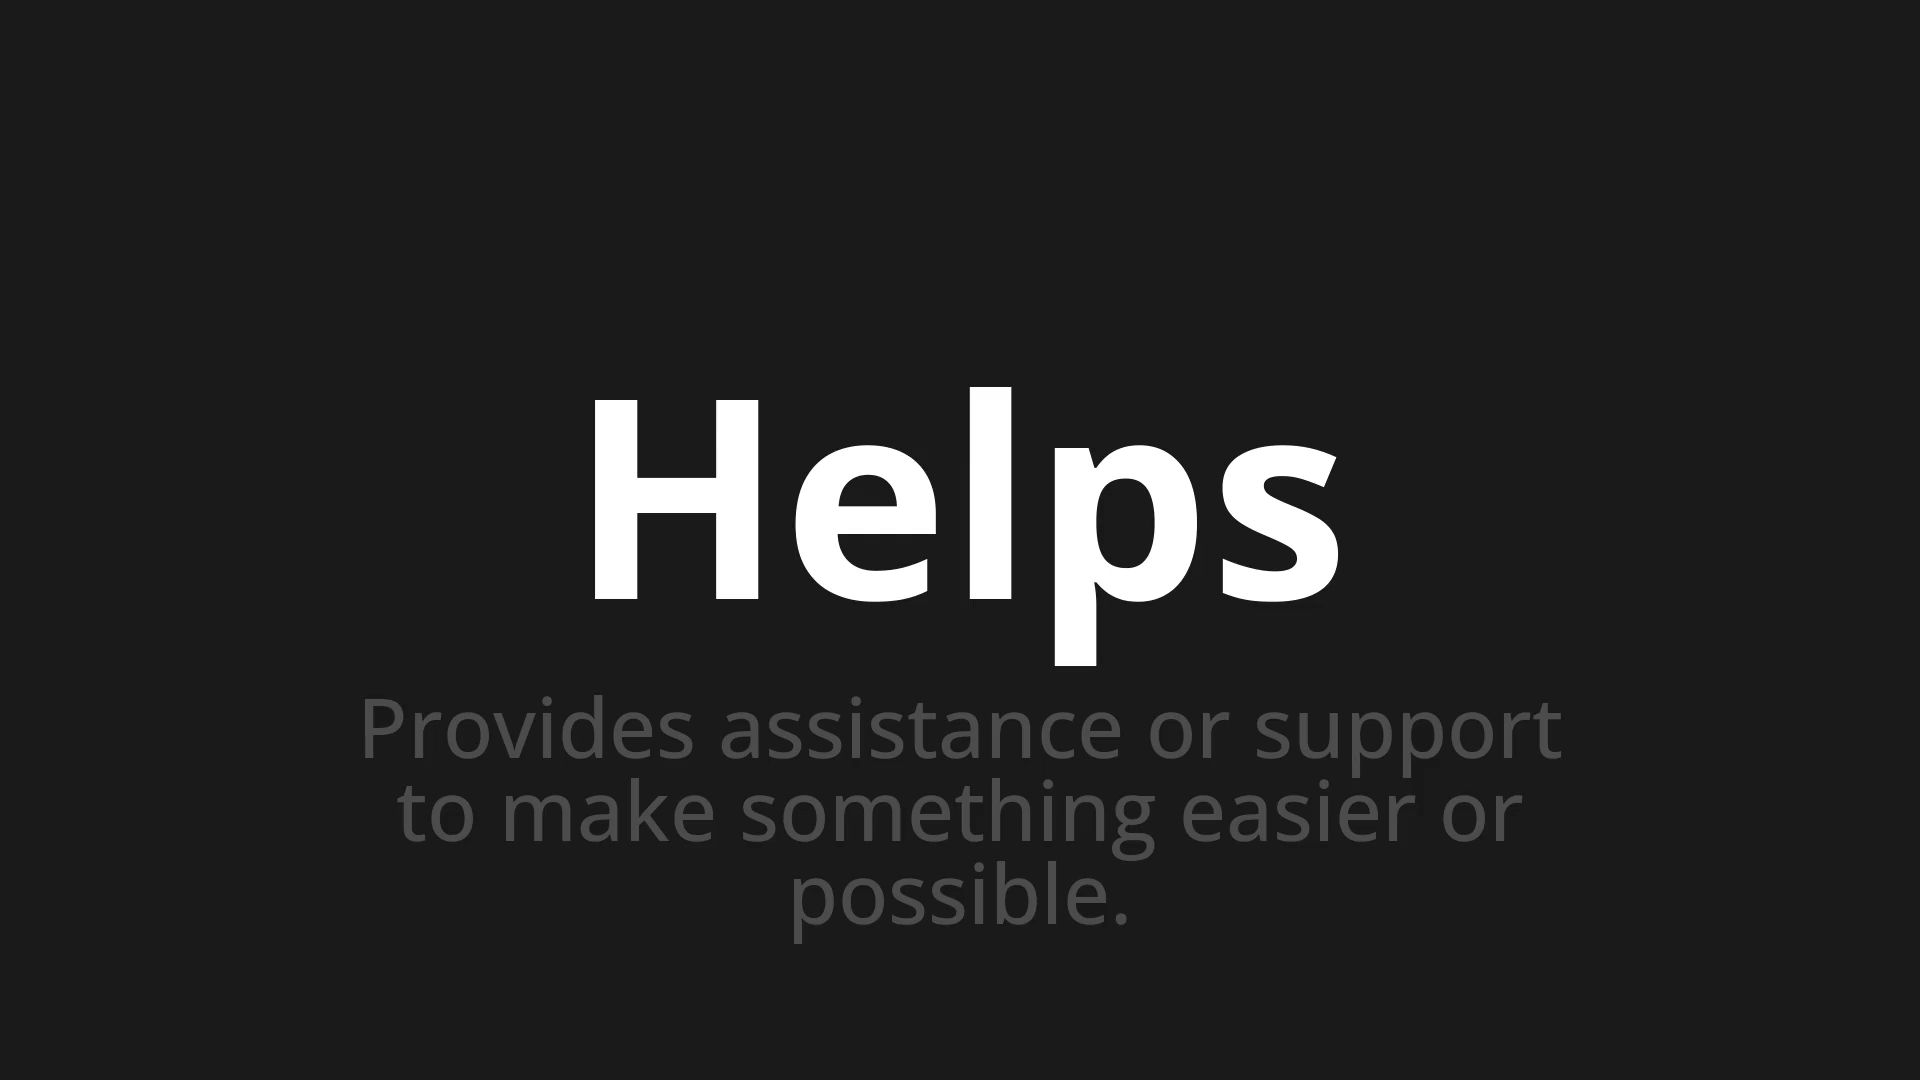 Helps
Provides assistance or support
to make something easier or
possible.